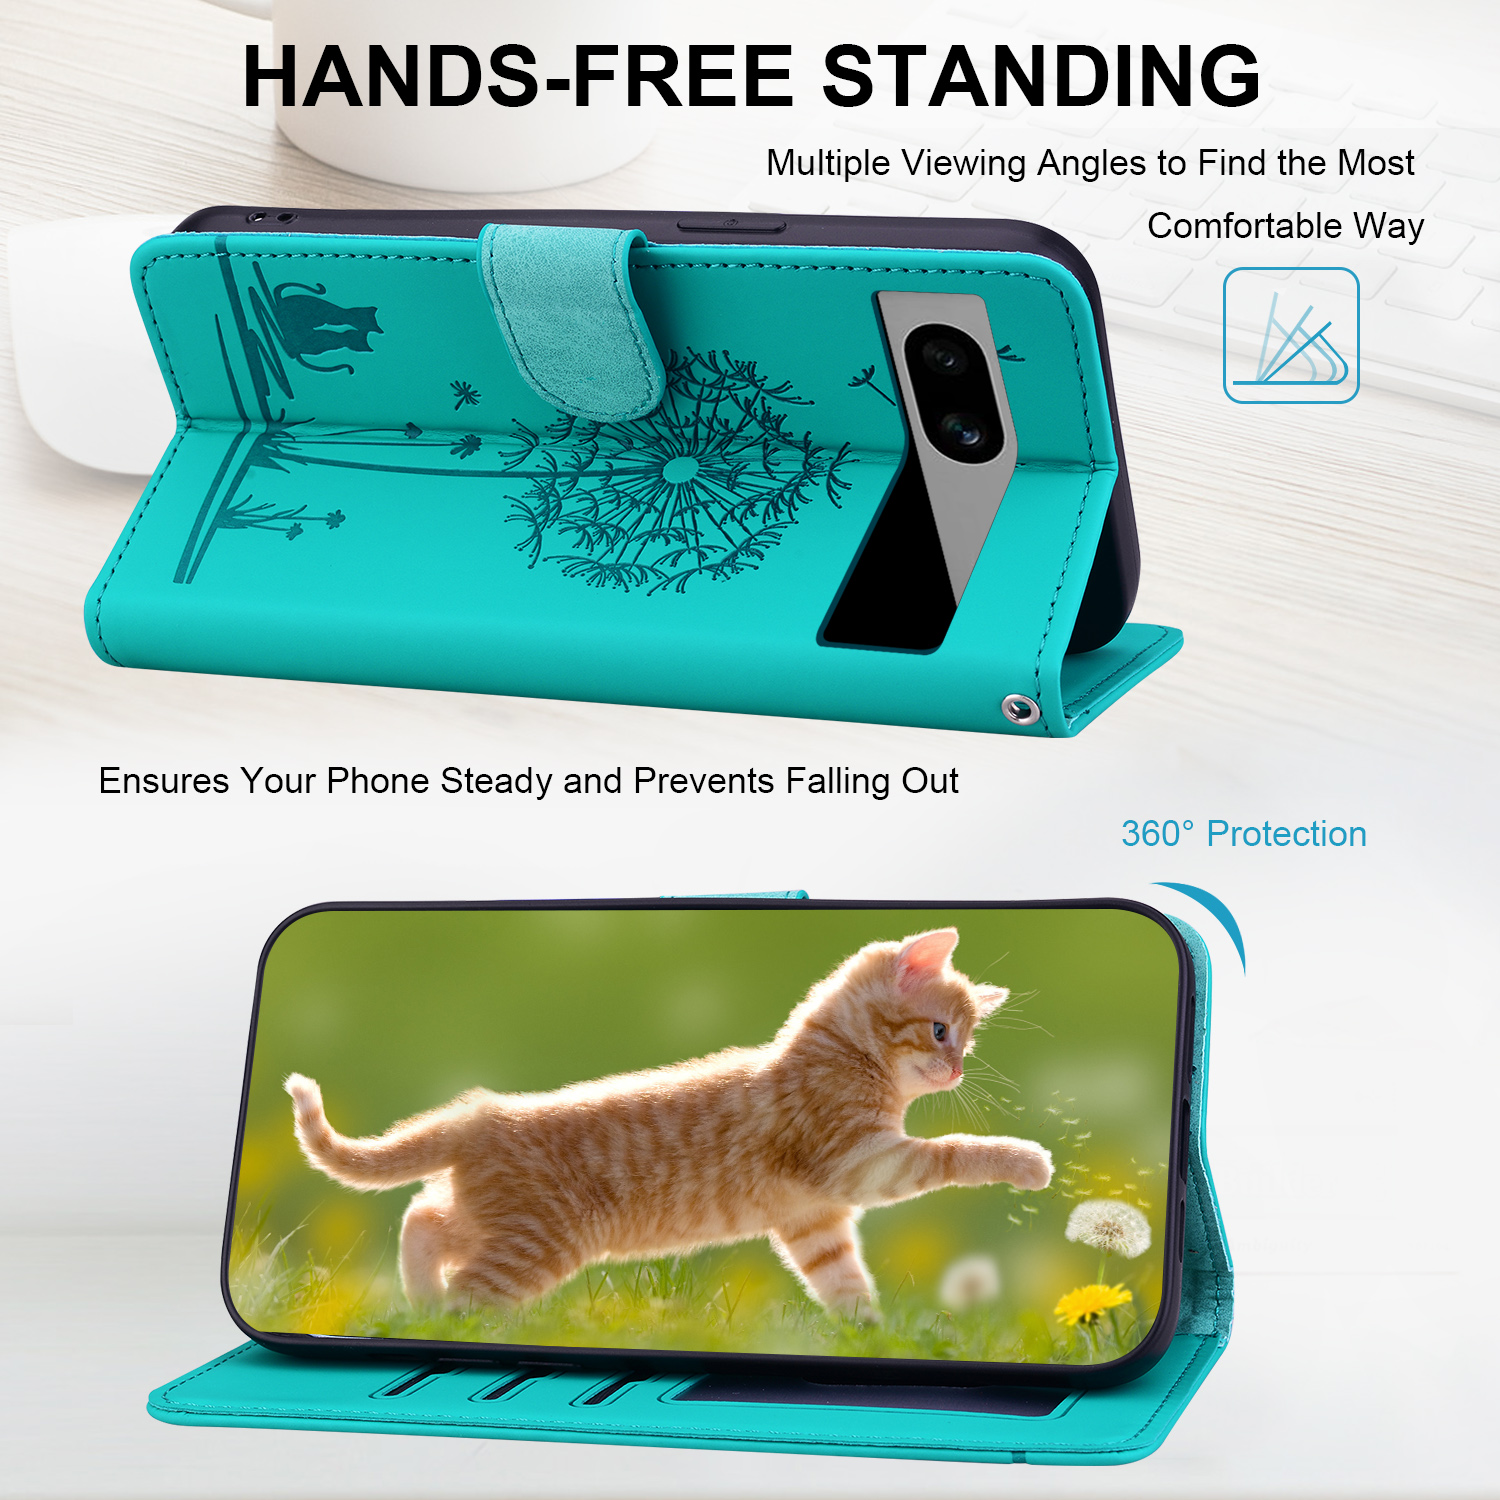 HANDS-FREE STANDING
Multiple Viewing Angles to Find the Most
Comfortable Way
Ensures Your Phone Steady and Prevents Falling Out
360° Protection